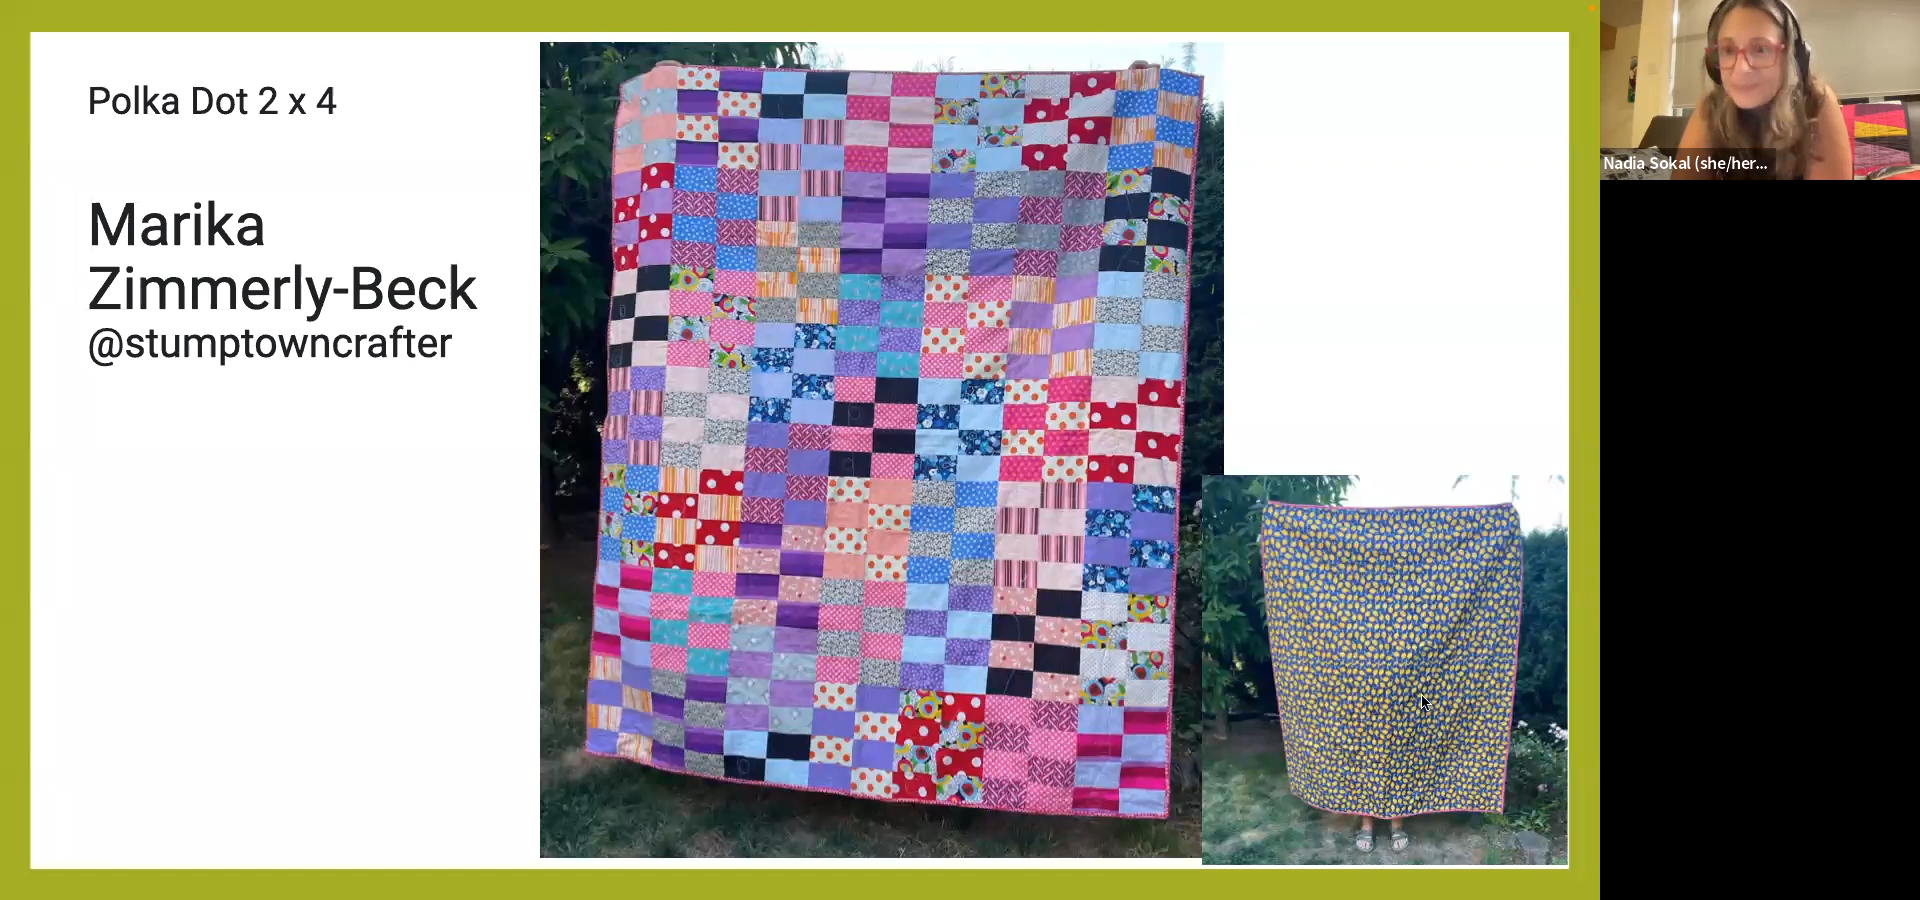 Polka Dot 2 x 4
Marika
Zimmerly-Beck
@stumptowncrafter
Nadia Sokal (she/her...